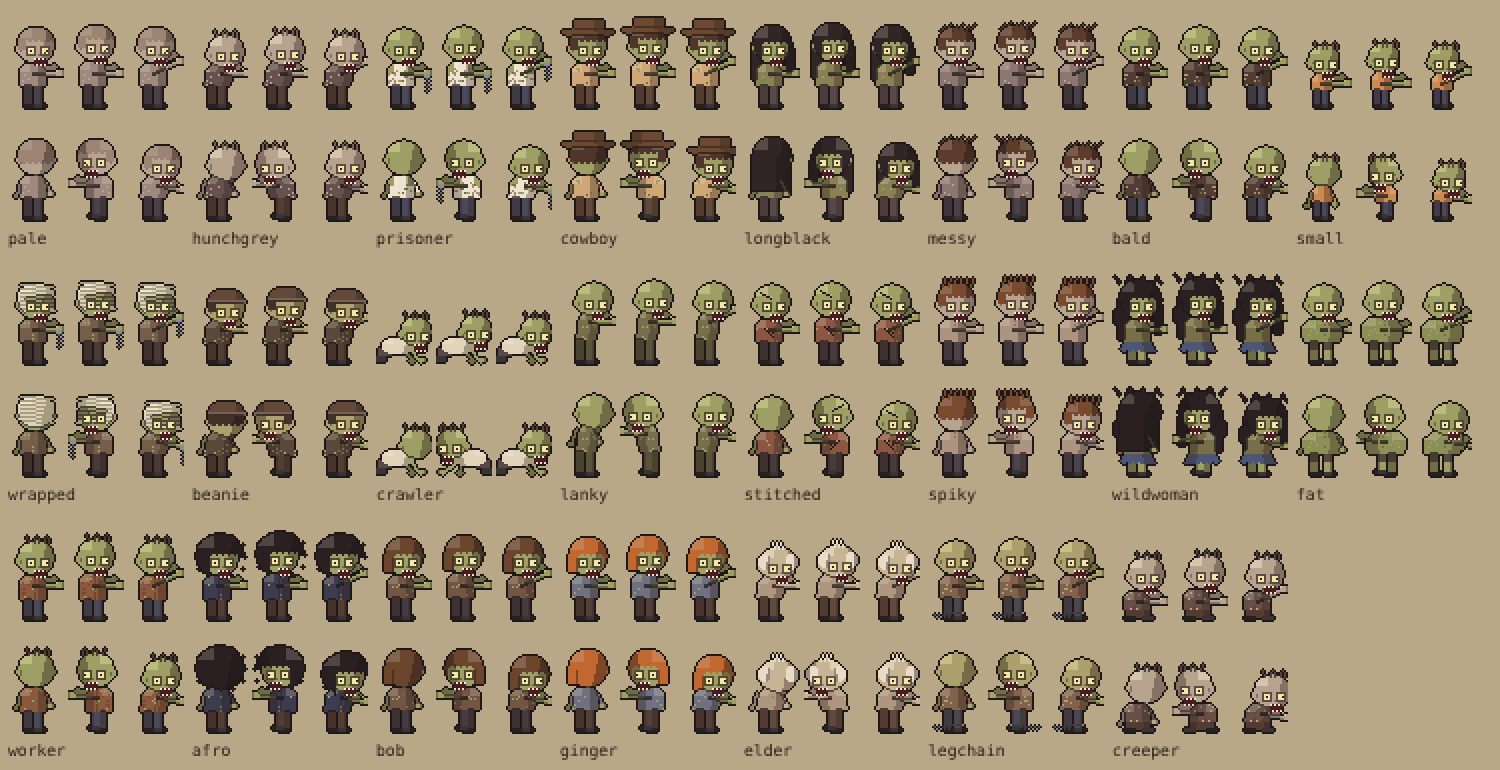 pale hunchgrey prisoner cowboy longblack messy bald small
wrapped beanie crawler lanky stitched spiky wildwoman fat
worker afro bob ginger elder legchain creeper